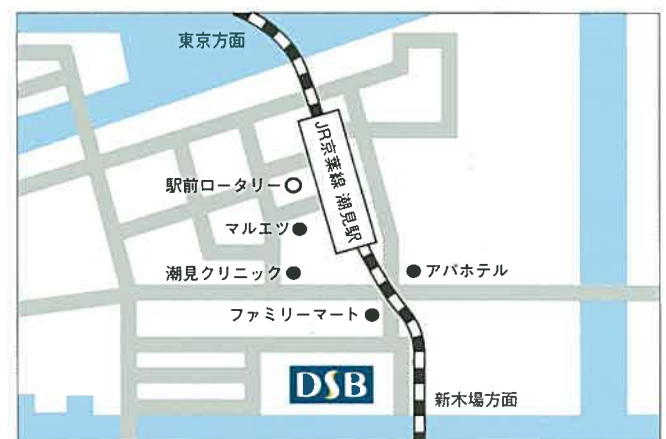 東京方面
JR京葉線 潮見駅
駅前ロータリー
マルエツ
潮見クリニック
アパホテル
ファミリーマート
DSB
新木場方面